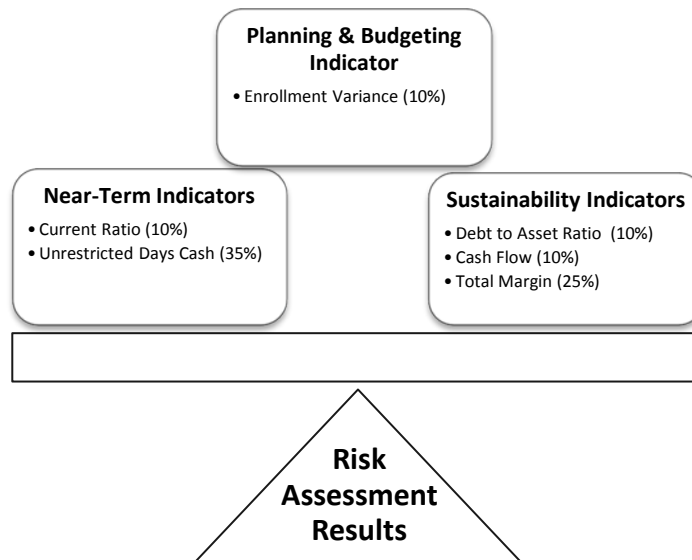 Planning & Budgeting
Indicator
• Enrollment Variance (10%)
Near-Term Indicators
• Current Ratio (10%)
• Unrestricted Days Cash (35%)
Sustainability Indicators
• Debt to Asset Ratio (10%)
• Cash Flow (10%)
• Total Margin (25%)
Risk
Assessment
Results